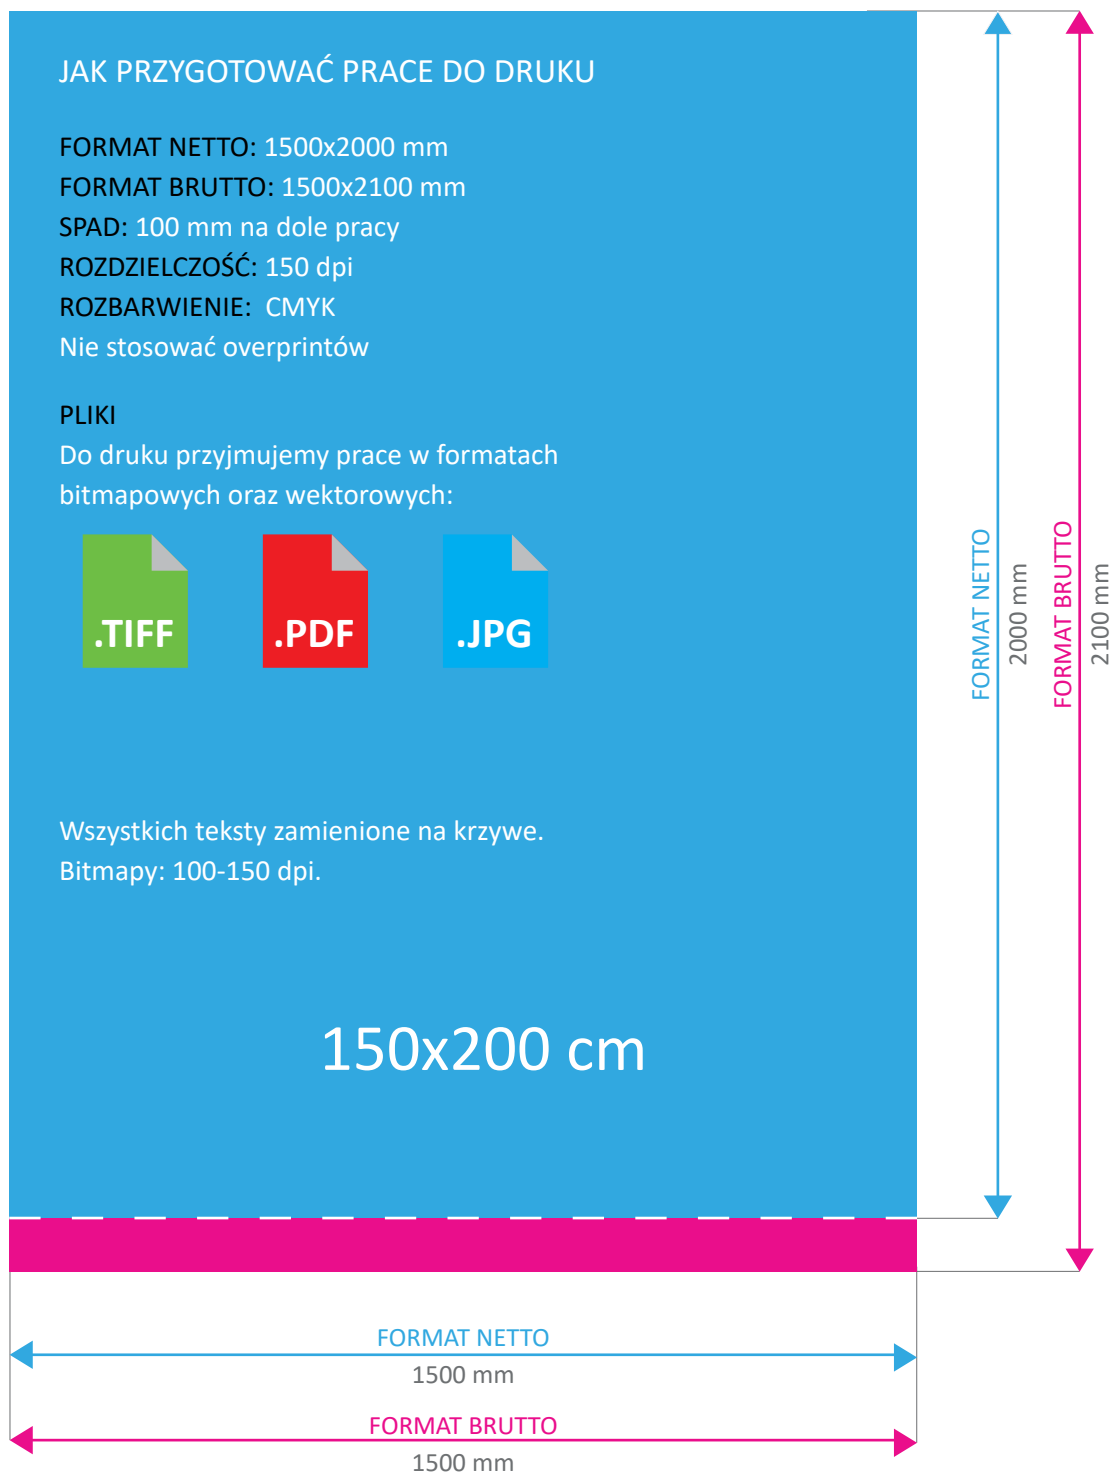 JAK PRZYGOTOWAĆ PRACE DO DRUKU
FORMAT NETTO: 1500x2000 mm
FORMAT BRUTTO: 1500x2100 mm
SPAD: 100 mm na dole pracy
ROZDZIELCZOŚĆ: 150 dpi
ROZBARWIENIE: CMYK
Nie stosować overprintów
PLIKI
Do druku przyjmujemy prace w formatach
bitmapowych oraz wektorowych:
.TIFF
.PDF
.JPG
Wszystkich teksty zamienione na krzywe.
Bitmapy: 100-150 dpi.
150x200 cm
FORMAT NETTO
2000 mm
FORMAT BRUTTO
2100 mm
FORMAT NETTO
1500 mm
FORMAT BRUTTO
1500 mm